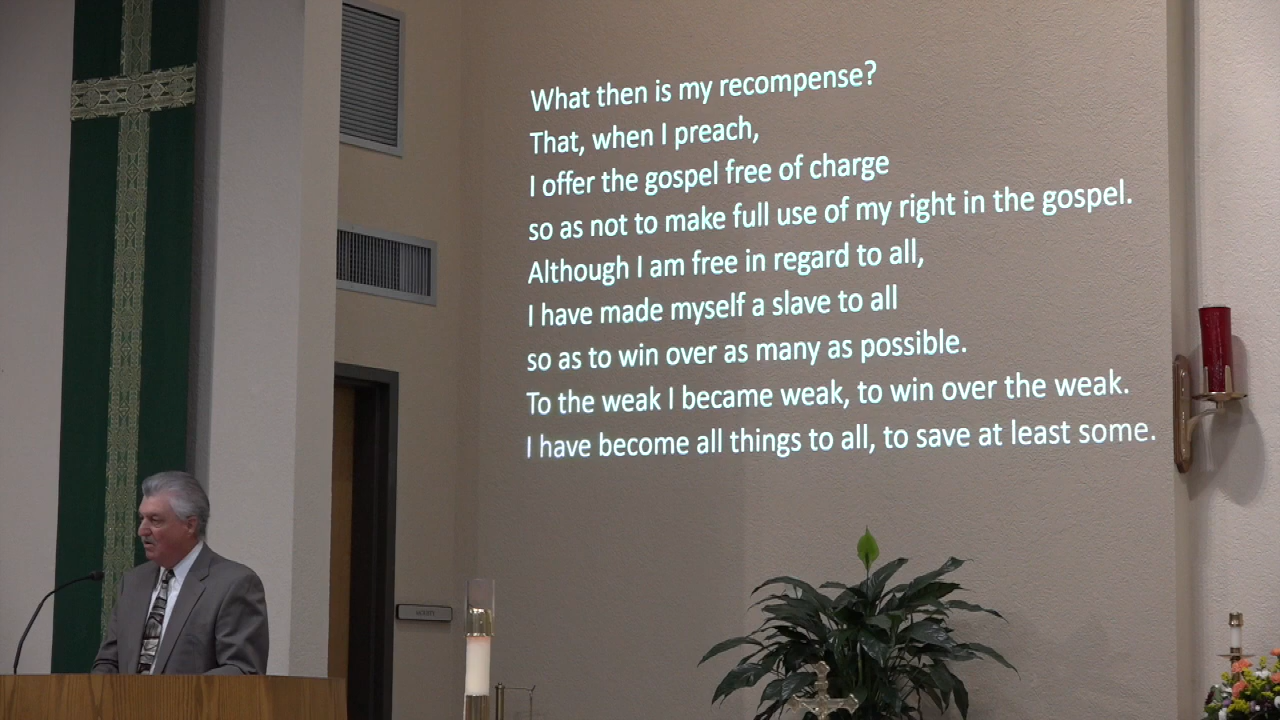 What then is my recompense?
That, when I preach,
I offer the gospel free of charge
so as not to make full use of my right in the gospel.
Although I am free in regard to all,
I have made myself a slave to all
so as to win over as many as possible.
To the weak I became weak, to win over the weak.
I have become all things to all, to save at least some.